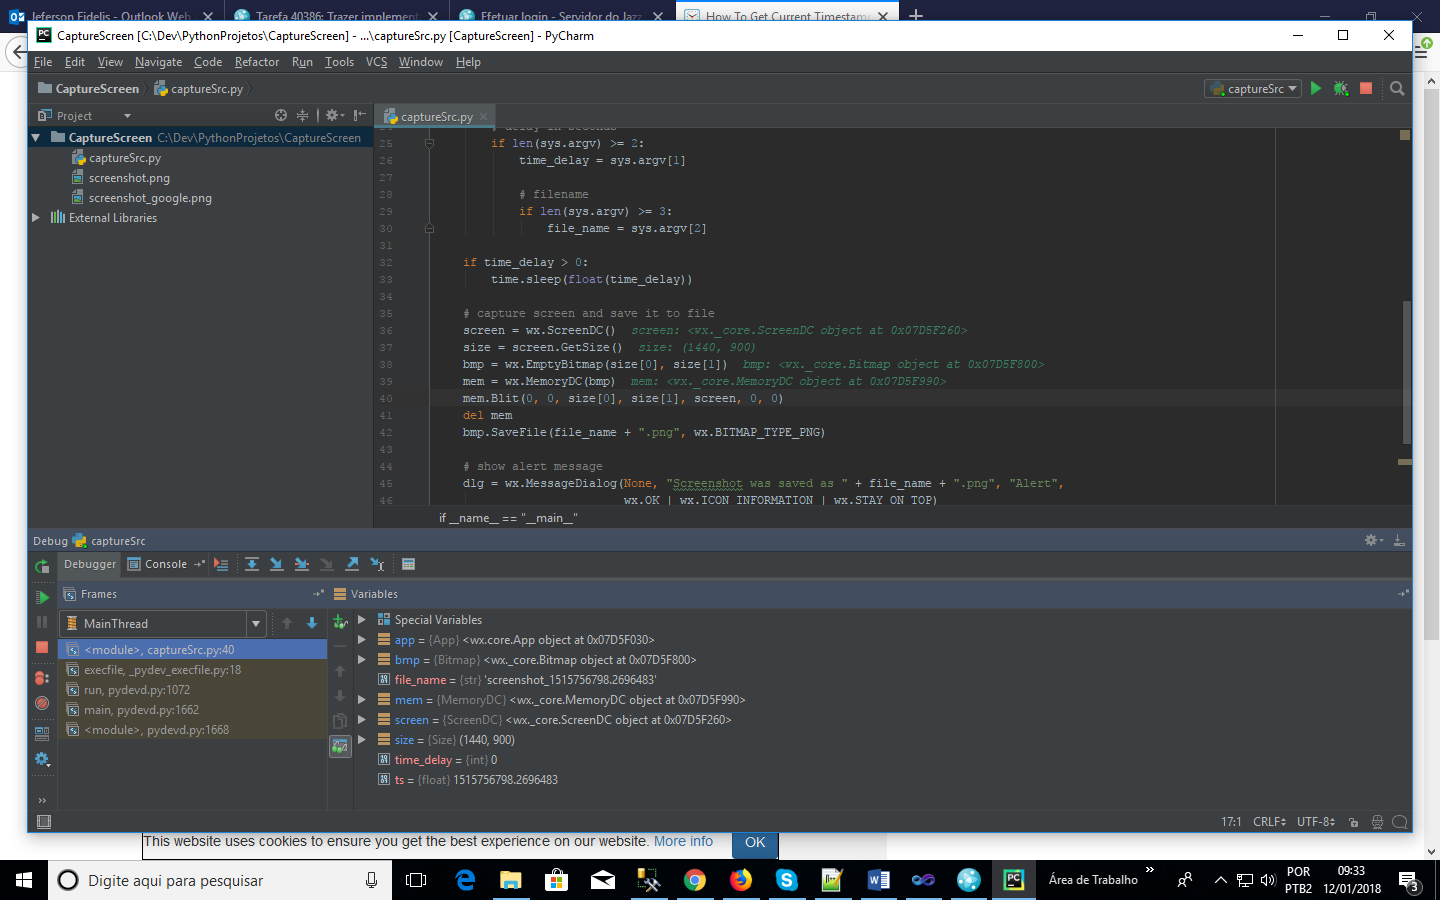 Jeferson Fidelis - Outlook Web
Tarefa 40386: Trazer implement
Efetuar login - Servidor do Jazz
How To Get Current Timestam
CaptureScreen [C:\Dev\PythonProjetos\CaptureScreen] - ...\captureSrc.py [CaptureScreen] - PyCharm
File Edit View Navigate Code Refactor Run Tools VCS Window Help
CaptureScreen captureSrc.py
captureSrc
Project
captureSrc.py
CaptureScreen C:\Dev\PythonProjetos\CaptureScreen
captureSrc.py
screenshot.png
screenshot_google.png
External Libraries
24 # delay in seconds
25 if len(sys.argv) >= 2:
26 time_delay = sys.argv[1]
27
28 # filename
29 if len(sys.argv) >= 3:
30 file_name = sys.argv[2]
31
32 if time_delay > 0:
33 time.sleep(float(time_delay))
34
35 # capture screen and save it to file
36 screen = wx.ScreenDC() screen: <wx._core.ScreenDC object at 0x07D5F260>
37 size = screen.GetSize() size: (1440, 900)
38 bmp = wx.EmptyBitmap(size[0], size[1]) bmp: <wx._core.Bitmap object at 0x07D5F800>
39 mem = wx.MemoryDC(bmp) mem: <wx._core.MemoryDC object at 0x07D5F990>
40 mem.Blit(0, 0, size[0], size[1], screen, 0, 0)
41 del mem
42 bmp.SaveFile(file_name + ".png", wx.BITMAP_TYPE_PNG)
43
44 # show alert message
45 dlg = wx.MessageDialog(None, "Screenshot was saved as " + file_name + ".png", "Alert",
46 wx.OK | wx.ICON_INFORMATION | wx.STAY_ON_TOP)
if __name__ == "__main__"
Debug captureSrc
Debugger Console
Frames
Variables
MainThread
<module>, captureSrc.py:40
execfile, _pydev_execfile.py:18
run, pydevd.py:1072
main, pydevd.py:1662
<module>, pydevd.py:1668
Special Variables
app = {App} <wx.core.App object at 0x07D5F030>
bmp = {Bitmap} <wx._core.Bitmap object at 0x07D5F800>
file_name = {str} 'screenshot_1515756798.2696483'
mem = {MemoryDC} <wx._core.MemoryDC object at 0x07D5F990>
screen = {ScreenDC} <wx._core.ScreenDC object at 0x07D5F260>
size = {Size} (1440, 900)
time_delay = {int} 0
ts = {float} 1515756798.2696483
17:1 CRLF UTF-8
This website uses cookies to ensure you get the best experience on our website. More info
OK
Digite aqui para pesquisar
Área de Trabalho
POR
PTB2
09:33
12/01/2018
3